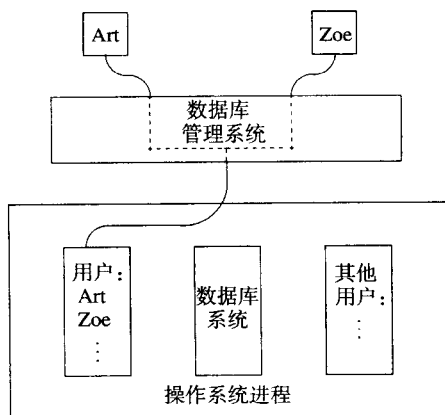 Art
Zoe
数据库
管理系统
用户：
Art
Zoe
⋮
数据库
系统
其他
用户：
⋮
操作系统进程